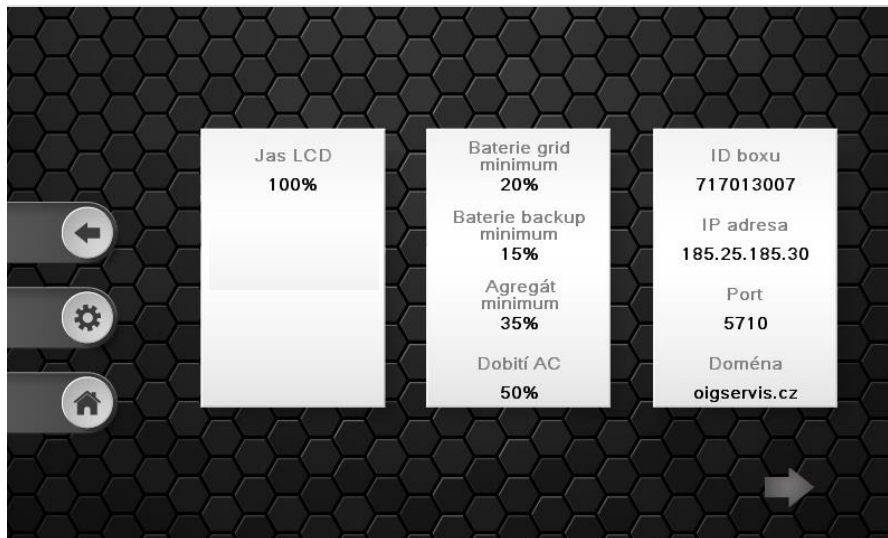 Jas LCD
100%
Baterie grid
minimum
20%
Baterie backup
minimum
15%
Agregát
minimum
35%
Dobití AC
50%
ID boxu
717013007
IP adresa
185.25.185.30
Port
5710
Doména
oigservis.cz